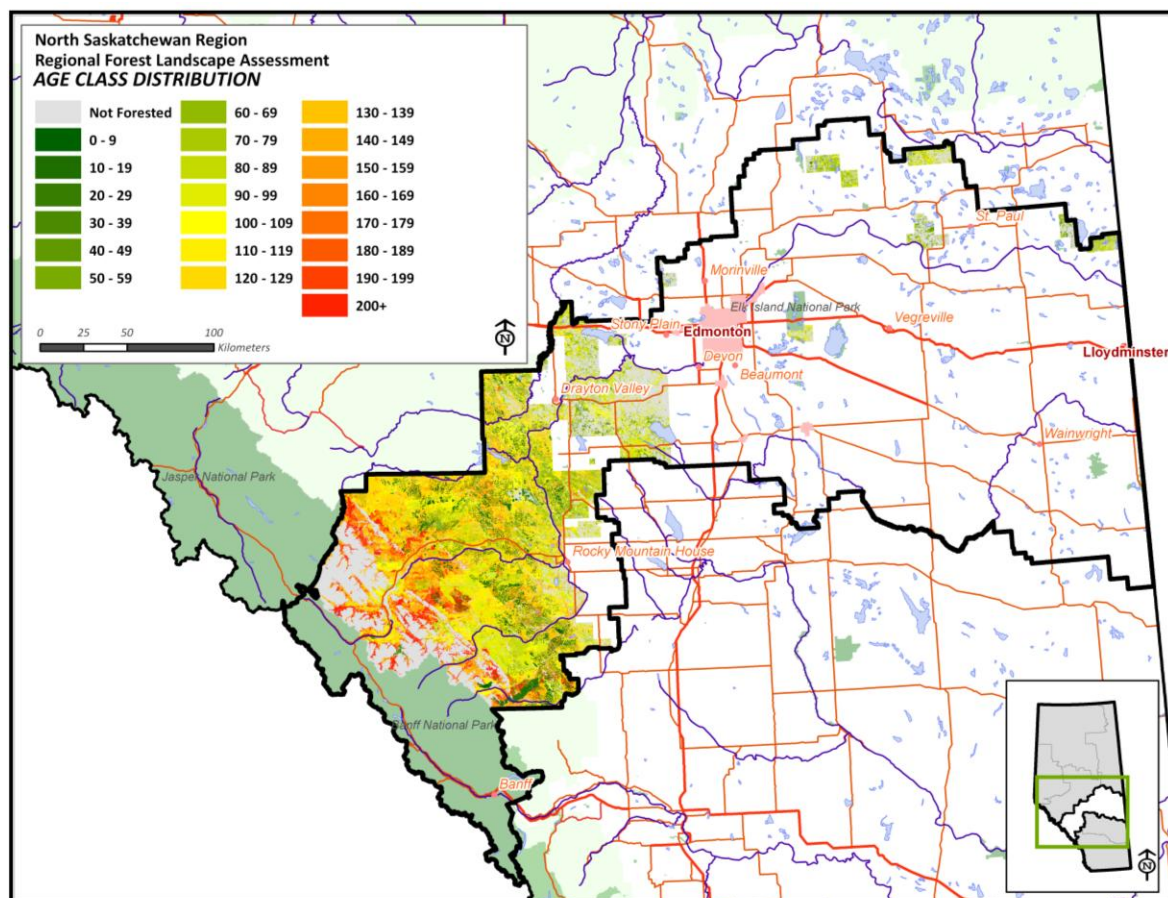 North Saskatchewan Region
Regional Forest Landscape Assessment
AGE CLASS DISTRIBUTION
Not Forested
0 - 9
10 - 19
20 - 29
30 - 39
40 - 49
50 - 59
60 - 69
70 - 79
80 - 89
90 - 99
100 - 109
110 - 119
120 - 129
130 - 139
140 - 149
150 - 159
160 - 169
170 - 179
180 - 189
190 - 199
200+
0 25 50 100
Kilometers
N
St. Paul
Morinville
Elk Island National Park
Vegreville
Stony Plain
Edmonton
Lloydminster
Devon
Beaumont
Drayton Valley
Wainwright
Jasper National Park
Rocky Mountain House
Banff National Park
Banff
N